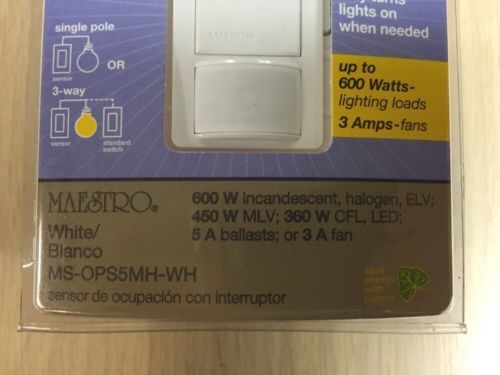 lights on
when needed
single pole
LUTRON
sensor
OR
3-way
sensor
standard
switch
up to
600 Watts-
lighting loads
3 Amps-fans
MAESTRO®
White/
Blanco
MS-OPS5MH-WH
sensor de ocupación con interruptor
600 W incandescent, halogen, ELV;
450 W MLV; 360 W CFL, LED;
5 A ballasts; or 3 A fan
save
energy
with
Lutron